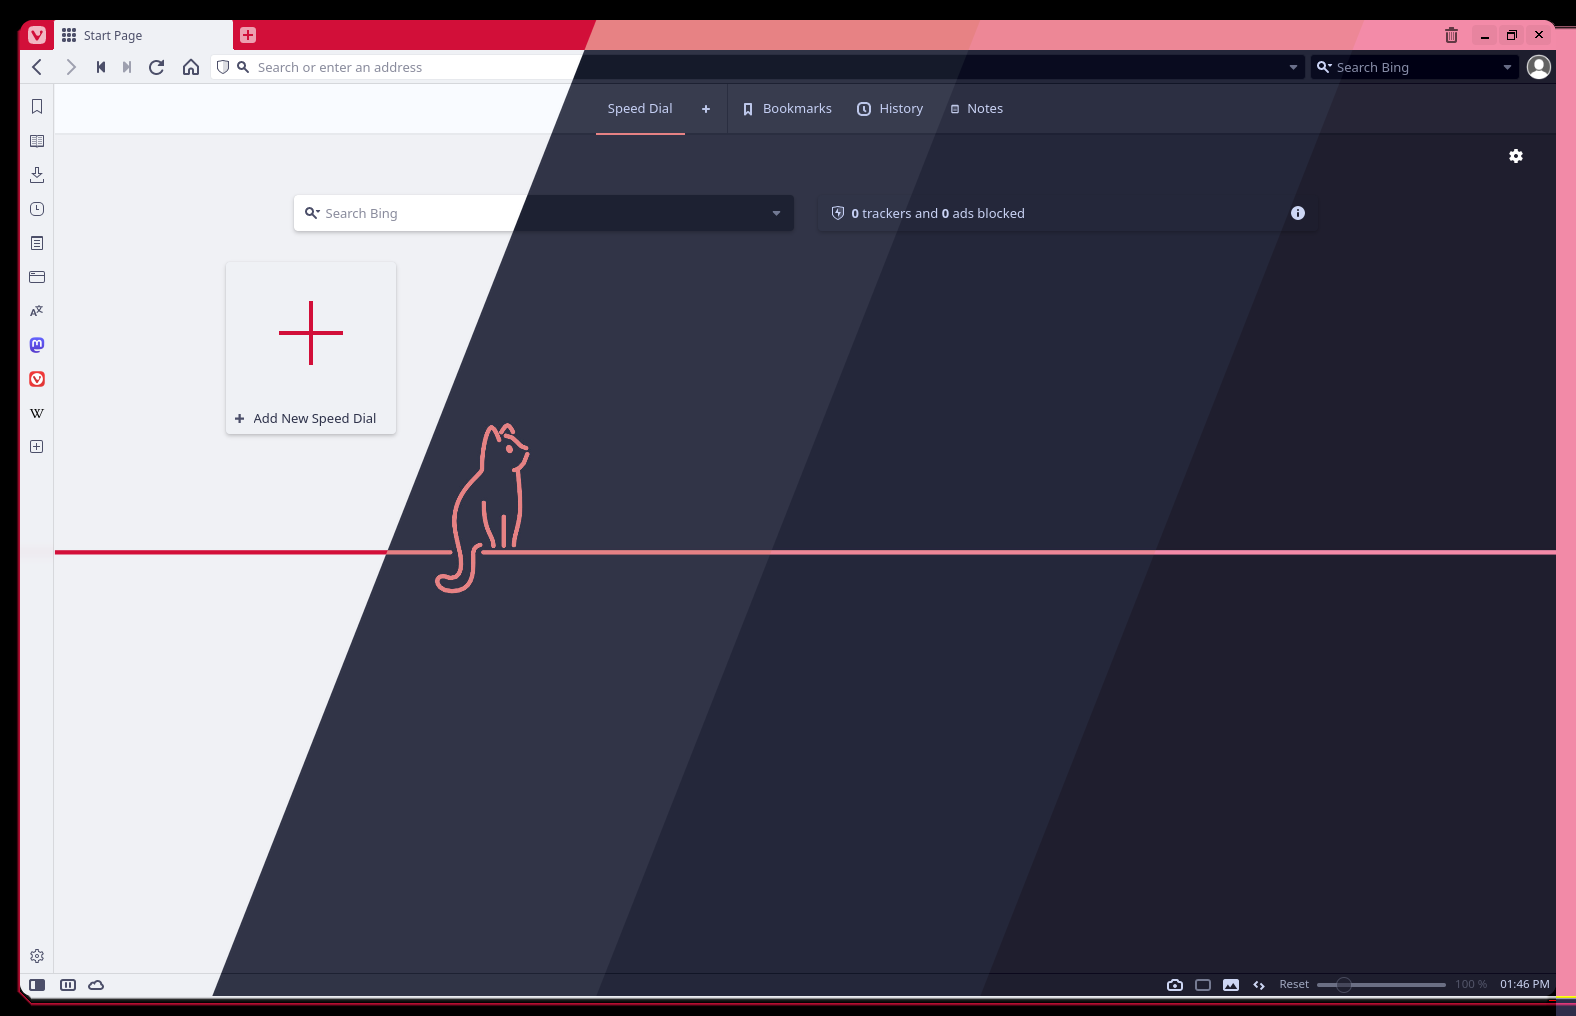 Start Page
Search or enter an address
Search Bing
Speed Dial
Bookmarks
History
Notes
Search Bing
0 trackers and 0 ads blocked
Add New Speed Dial
W
Reset
100 %
01:46 PM